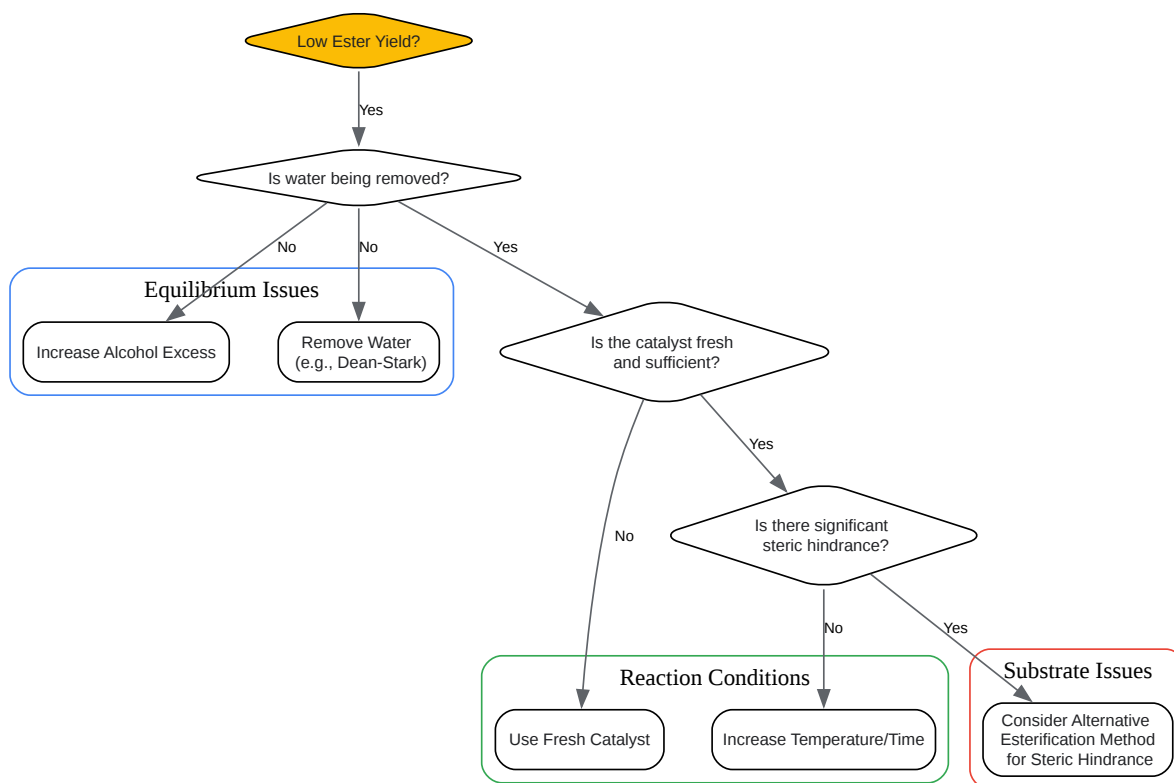 Low Ester Yield?
Yes
Is water being removed?
No
No
Yes
Equilibrium Issues
Increase Alcohol Excess
Remove Water
(e.g., Dean-Stark)
Is the catalyst fresh
and sufficient?
Yes
No
Is there significant
steric hindrance?
No
Yes
Reaction Conditions
Substrate Issues
Use Fresh Catalyst
Increase Temperature/Time
Consider Alternative
Esterification Method
for Steric Hindrance